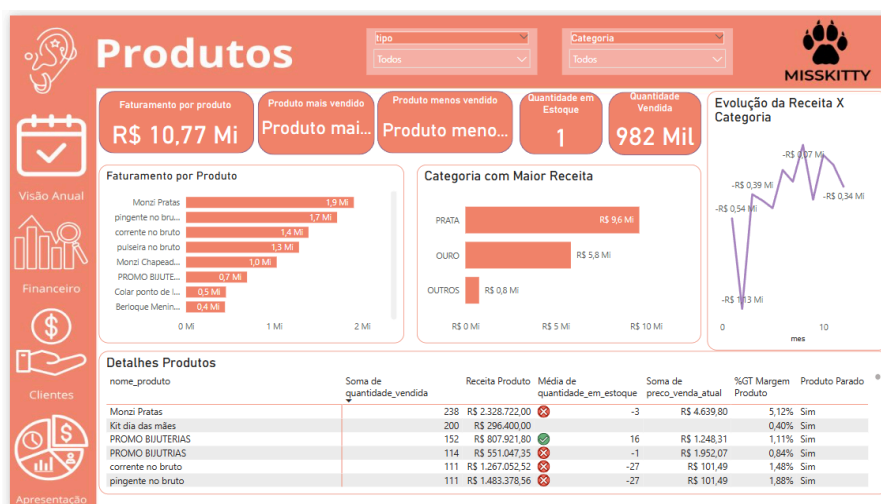 Produtos
tipo
Todos
Categoria
Todos
MISSKITTY
Visão Anual
Financeiro
Clientes
Apresentação
Faturamento por produto
R$ 10,77 Mi
Produto mais vendido
Produto mai...
Produto menos vendido
Produto meno...
Quantidade em
Estoque
1
Quantidade
Vendida
982 Mil
Evolução da Receita X
Categoria
-R$ 0,07 Mi
-R$ 0,39 Mi
-R$ 0,34 Mi
-R$ 0,54 Mi
-R$ 1,13 Mi
0
10
mes
Faturamento por Produto
Monzi Pratas 1,9 Mi
pingente no bru... 1,7 Mi
corrente no bruto 1,4 Mi
pulseira no bruto 1,3 Mi
Monzi Chapead... 1,0 Mi
PROMO BIJUTE... 0,7 Mi
Colar ponto de l... 0,5 Mi
Berloque Menin... 0,4 Mi
0 Mi 1 Mi 2 Mi
Categoria com Maior Receita
PRATA R$ 9,6 Mi
OURO R$ 5,8 Mi
OUTROS R$ 0,8 Mi
R$ 0 Mi R$ 5 Mi R$ 10 Mi
Detalhes Produtos
nome_produto Soma de quantidade_vendida Receita Produto Média de quantidade_em_estoque Soma de preco_venda_atual %GT Margem Produto Produto Parado
Monzi Pratas 238 R$ 2.328.722,00 -3 R$ 4.639,80 5,12% Sim
Kit dia das mães 200 R$ 296.400,00 0,40% Sim
PROMO BIJUTERIAS 152 R$ 807.921,80 16 R$ 1.248,31 1,11% Sim
PROMO BIJUTRIAS 114 R$ 551.047,35 -1 R$ 1.952,07 0,84% Sim
corrente no bruto 111 R$ 1.267.052,52 -27 R$ 101,49 1,48% Sim
pingente no bruto 111 R$ 1.483.378,56 -27 R$ 101,49 1,88% Sim